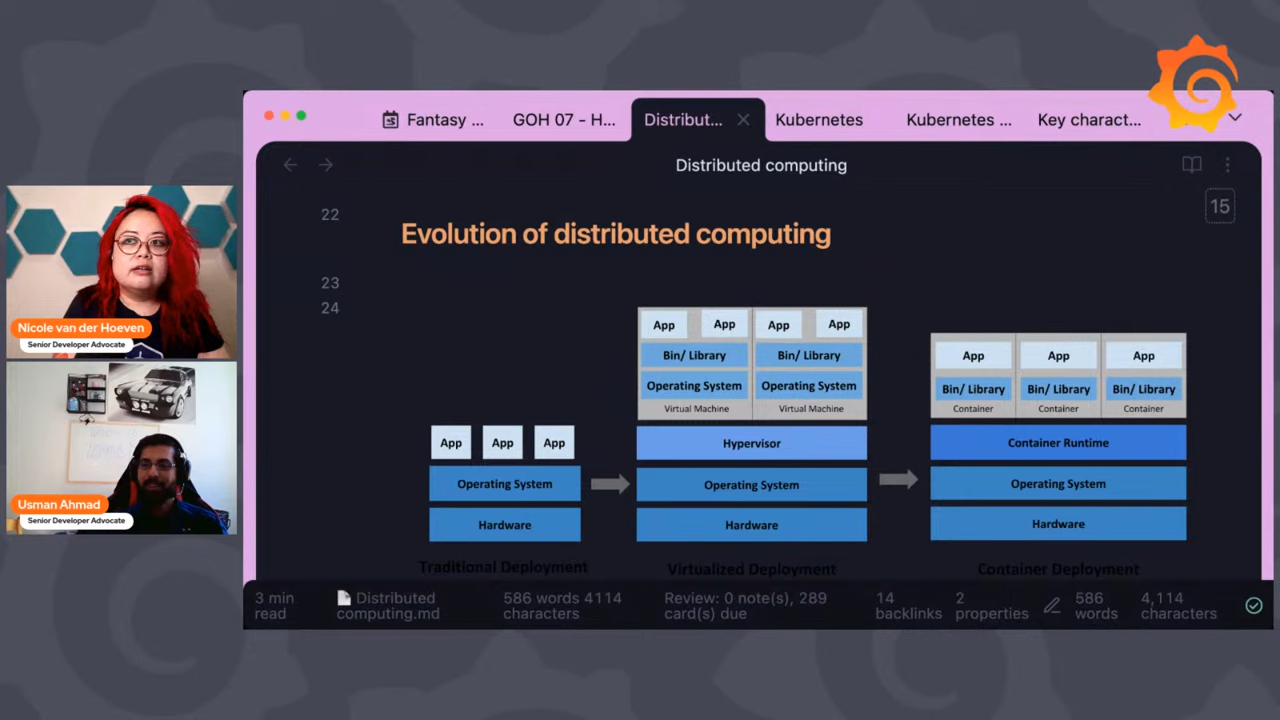 Fantasy ...
GOH 07 - H...
Distribut...
Kubernetes
Kubernetes ...
Key charact...
Distributed computing
15
22
Evolution of distributed computing
23
24
App App App
Operating System
Hardware
Traditional Deployment
App App App App
Bin/ Library Bin/ Library
Operating System Operating System
Virtual Machine Virtual Machine
Hypervisor
Operating System
Hardware
Virtualized Deployment
App App App
Bin/ Library Bin/ Library Bin/ Library
Container Container Container
Container Runtime
Operating System
Hardware
Container Deployment
Nicole van der Hoeven
Senior Developer Advocate
Usman Ahmad
Senior Developer Advocate
3 min
read
Distributed
computing.md
586 words 4114
characters
Review: 0 note(s), 289
card(s) due
14
backlinks
2
properties
586
words
4,114
characters